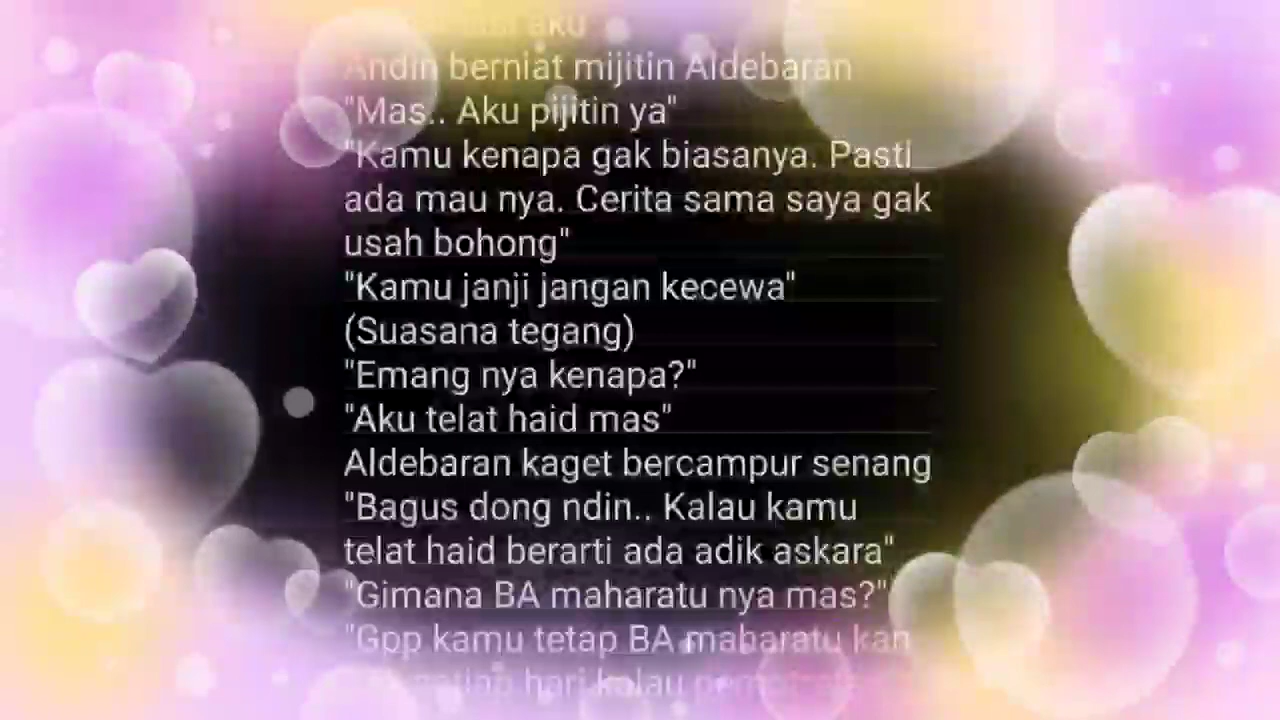 aku
Andin berniat mijitin Aldebaran
"Mas.. Aku pijitin ya"
"Kamu kenapa gak biasanya. Pasti
ada mau nya. Cerita sama saya gak
usah bohong"
"Kamu janji jangan kecewa"
(Suasana tegang)
"Emang nya kenapa?"
"Aku telat haid mas"
Aldebaran kaget bercampur senang
"Bagus dong ndin.. Kalau kamu
telat haid berarti ada adik askara"
"Gimana BA maharatu nya mas?"
"Gpp kamu tetap BA maharatu kan
hari kalau